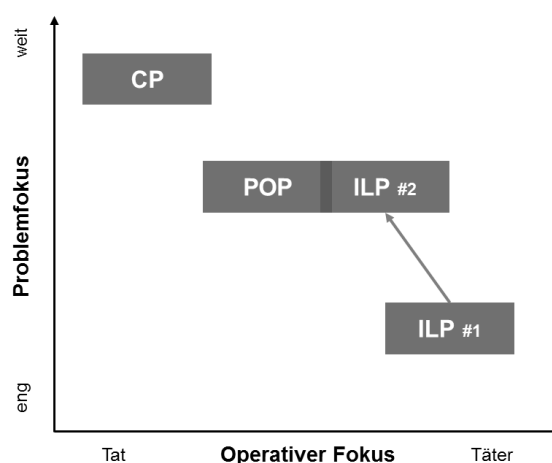 weit
CP
Problemfokus
POP
ILP #2
ILP #1
eng
Tat
Operativer Fokus
Täter